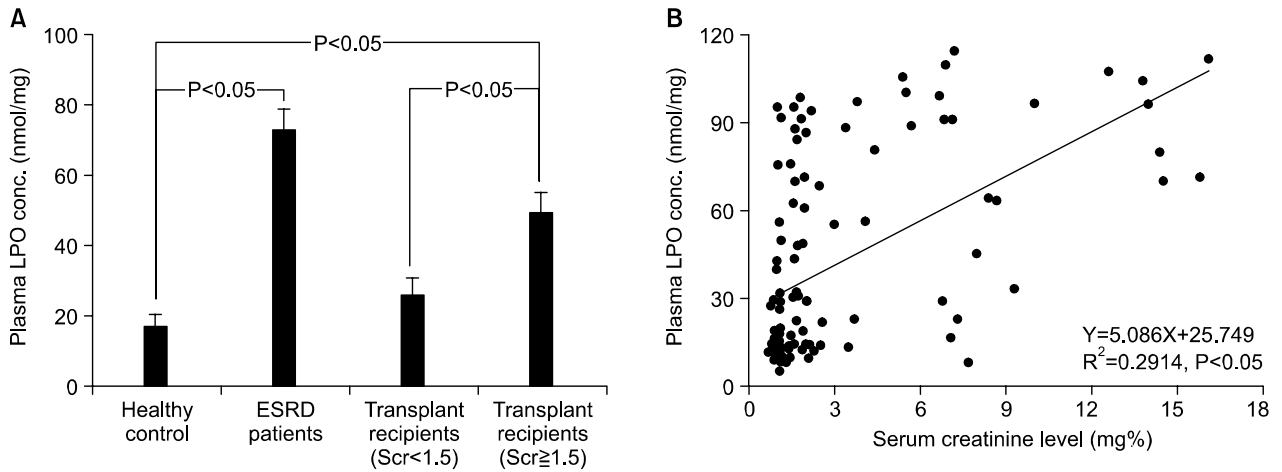 A
Plasma LPO conc. (nmol/mg)
100
80
60
40
20
0
P<0.05
P<0.05
P<0.05
Healthy
control
ESRD
patients
Transplant
recipients
(Scr<1.5)
Transplant
recipients
(Scr≧1.5)
B
Plasma LPO conc. (nmol/mg)
120
90
60
30
0
Y=5.086X+25.749
R²=0.2914, P<0.05
0 3 6 9 12 15 18
Serum creatinine level (mg%)